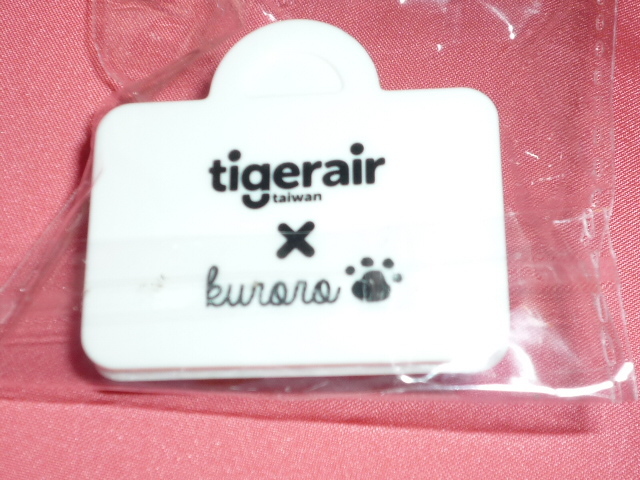 tigerair
taiwan
X
kuroro